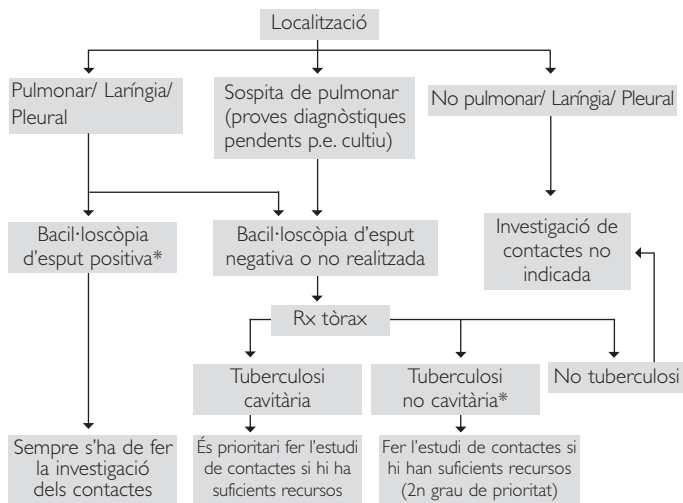 Localització
Pulmonar/ Laríngia/
Pleural
Sospita de pulmonar
(proves diagnòstiques
pendents p.e. cultiu)
No pulmonar/ Laríngia/ Pleural
Bacil·loscòpia
d'esput positiva*
Bacil·loscòpia d'esput
negativa o no realitzada
Investigació de
contactes no
indicada
Rx tòrax
Tuberculosi
cavitària
Tuberculosi
no cavitària*
No tuberculosi
Sempre s'ha de fer
la investigació
dels contactes
És prioritari fer l'estudi
de contactes si hi ha
suficients recursos
Fer l'estudi de contactes si
hi han suficients recursos
(2n grau de prioritat)